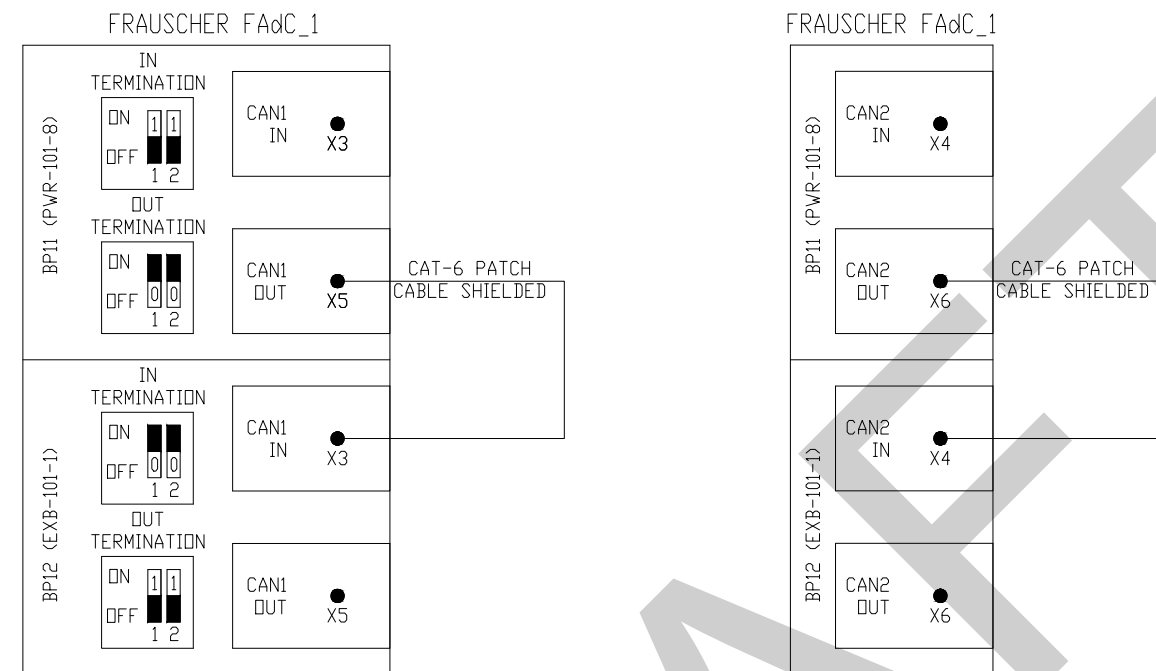 FRAUSCHER FAdC_1
IN
TERMINATION
ON
1 1
OFF
1 2
CAN1
IN
X3
BP11 (PWR-101-8)
OUT
TERMINATION
ON
OFF
0 0
1 2
CAN1
OUT
X5
CAT-6 PATCH
CABLE SHIELDED
IN
TERMINATION
ON
OFF
0 0
1 2
CAN1
IN
X3
BP12 (EXB-101-1)
OUT
TERMINATION
ON
1 1
OFF
1 2
CAN1
OUT
X5
FRAUSCHER FAdC_1
CAN2
IN
X4
BP11 (PWR-101-8)
CAN2
OUT
X6
CAT-6 PATCH
CABLE SHIELDED
CAN2
IN
X4
BP12 (EXB-101-1)
CAN2
OUT
X6